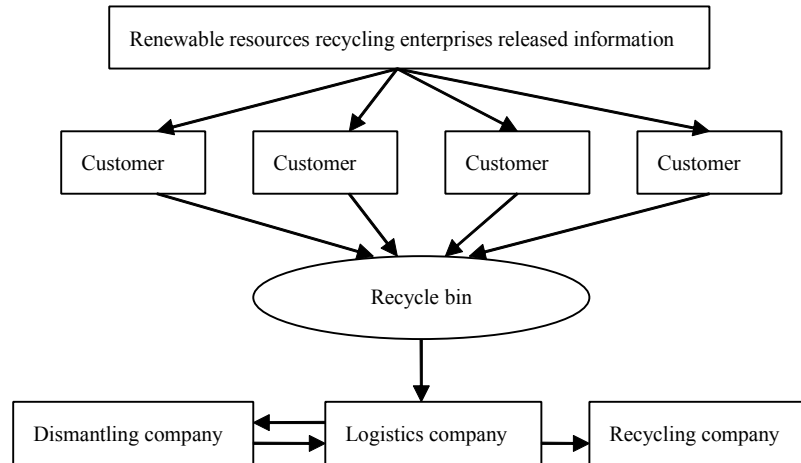 Renewable resources recycling enterprises released information
Customer
Customer
Customer
Customer
Recycle bin
Dismantling company
Logistics company
Recycling company